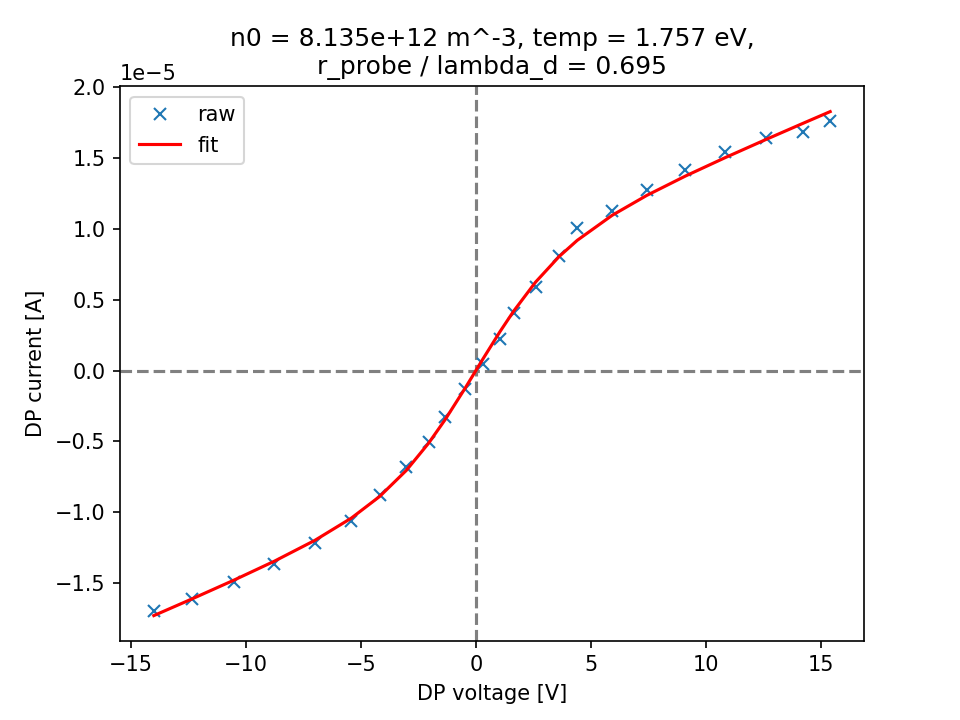 n0 = 8.135e+12 m^-3, temp = 1.757 eV,
r_probe / lambda_d = 0.695
1e−5
2.0
1.5
1.0
0.5
0.0
−0.5
−1.0
−1.5
raw
fit
DP current [A]
−15
−10
−5
0
5
10
15
DP voltage [V]